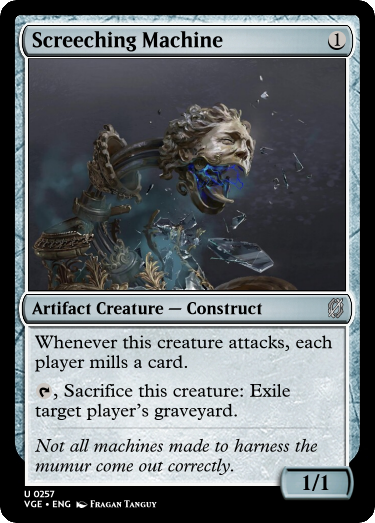 Screeching Machine 1
Artifact Creature — Construct
Whenever this creature attacks, each
player mills a card.
, Sacrifice this creature: Exile
target player's graveyard.
Not all machines made to harness the
mumur come out correctly.
1/1
U 0257
VGE • ENG Fragan Tanguy